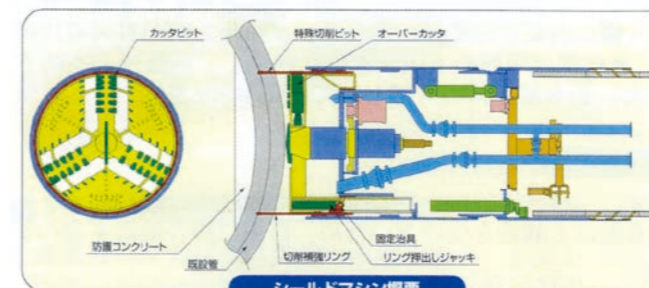 カッタビット
特殊切削ビット
オーバーカッタ
防護コンクリート
既設管
切削補強リング
固定治具
リング押出しジャッキ
シールドマシン概要